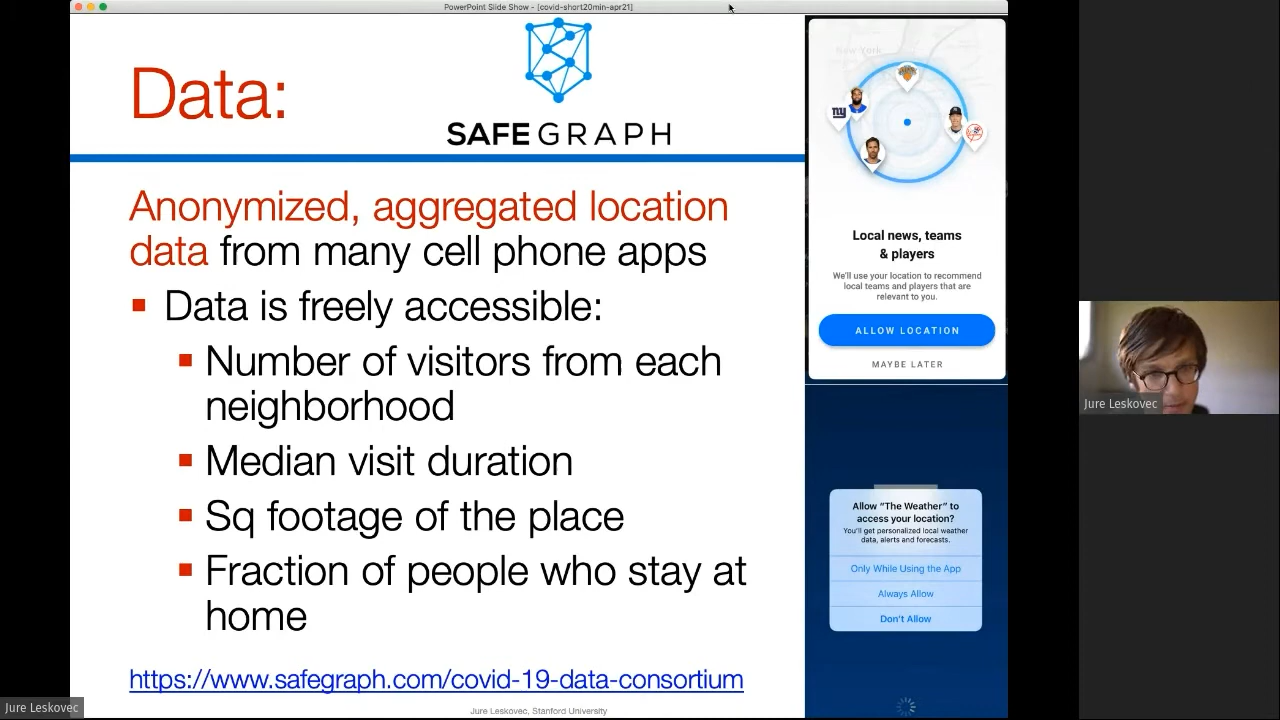 PowerPoint Slide Show - [covid-short20min-apr21]
Data:
SAFEGRAPH
Anonymized, aggregated location
data from many cell phone apps
Data is freely accessible:
Number of visitors from each
neighborhood
Median visit duration
Sq footage of the place
Fraction of people who stay at
home
https://www.safegraph.com/covid-19-data-consortium
Jure Leskovec, Stanford University
New York
ny
Local news, teams
& players
We'll use your location to recommend
local teams and players that are
relevant to you.
ALLOW LOCATION
MAYBE LATER
Allow "The Weather" to
access your location?
You'll get personalized local weather
data, alerts and forecasts.
Only While Using the App
Always Allow
Don't Allow
Jure Leskovec
Jure Leskovec